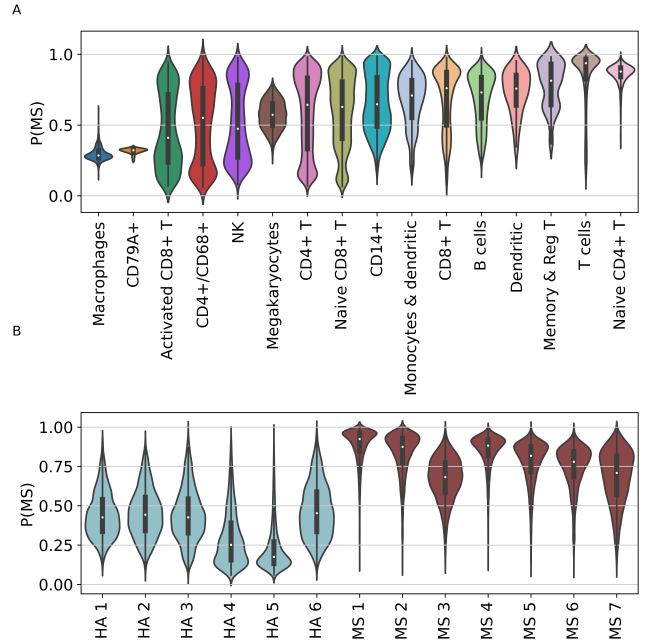 A
P(MS)
1.0
0.5
0.0
Macrophages
CD79A+
Activated CD8+ T
CD4+/CD68+
NK
Megakaryocytes
CD4+ T
Naive CD8+ T
CD14+
Monocytes & dendritic
CD8+ T
B cells
Dendritic
Memory & Reg T
T cells
Naive CD4+ T
B
P(MS)
1.00
0.75
0.50
0.25
0.00
HA 1
HA 2
HA 3
HA 4
HA 5
HA 6
MS 1
MS 2
MS 3
MS 4
MS 5
MS 6
MS 7